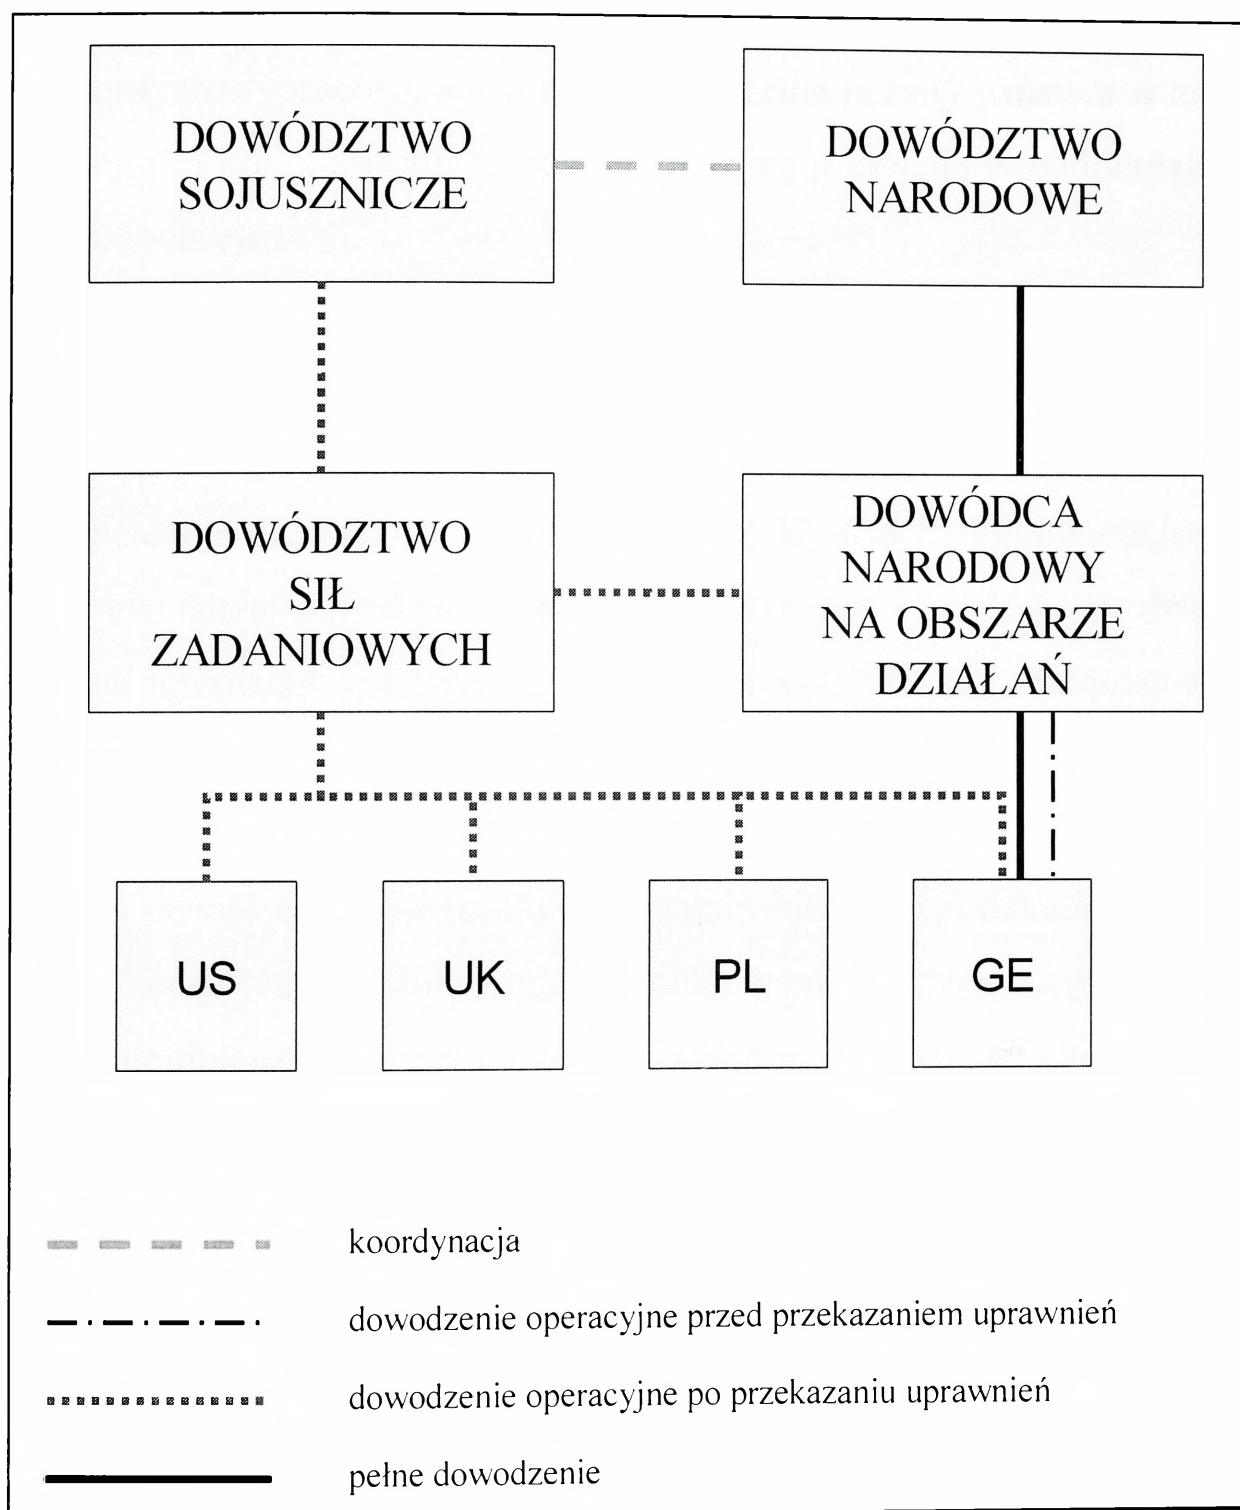 DOWÓDZTWO
SOJUSZNICZE
DOWÓDZTWO
NARODOWE
DOWÓDZTWO
SIŁ
ZADANIOWYCH
DOWÓDCA
NARODOWY
NA OBSZARZE
DZIAŁAŃ
US
UK
PL
GE
koordynacja
dowodzenie operacyjne przed przekazaniem uprawnień
dowodzenie operacyjne po przekazaniu uprawnień
pełne dowodzenie